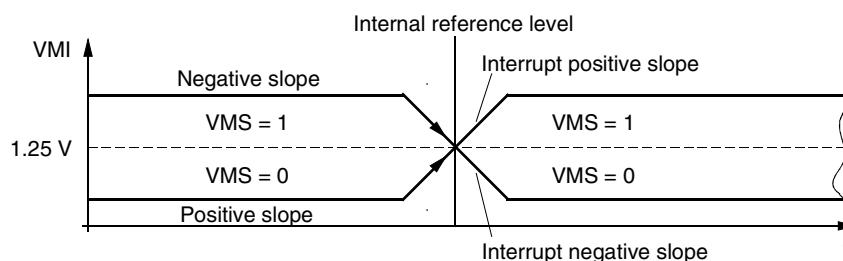 Internal reference level
VMI
Negative slope
Interrupt positive slope
VMS = 1
VMS = 1
1.25 V
VMS = 0
VMS = 0
Positive slope
Interrupt negative slope